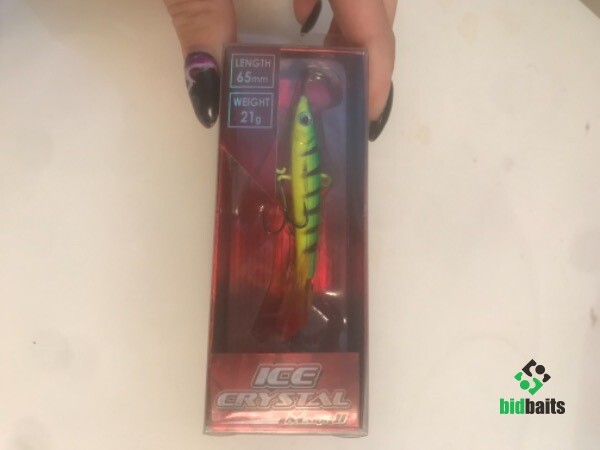 LENGTH
65mm
WEIGHT
21g
ICE
CRYSTAL
bidbaits